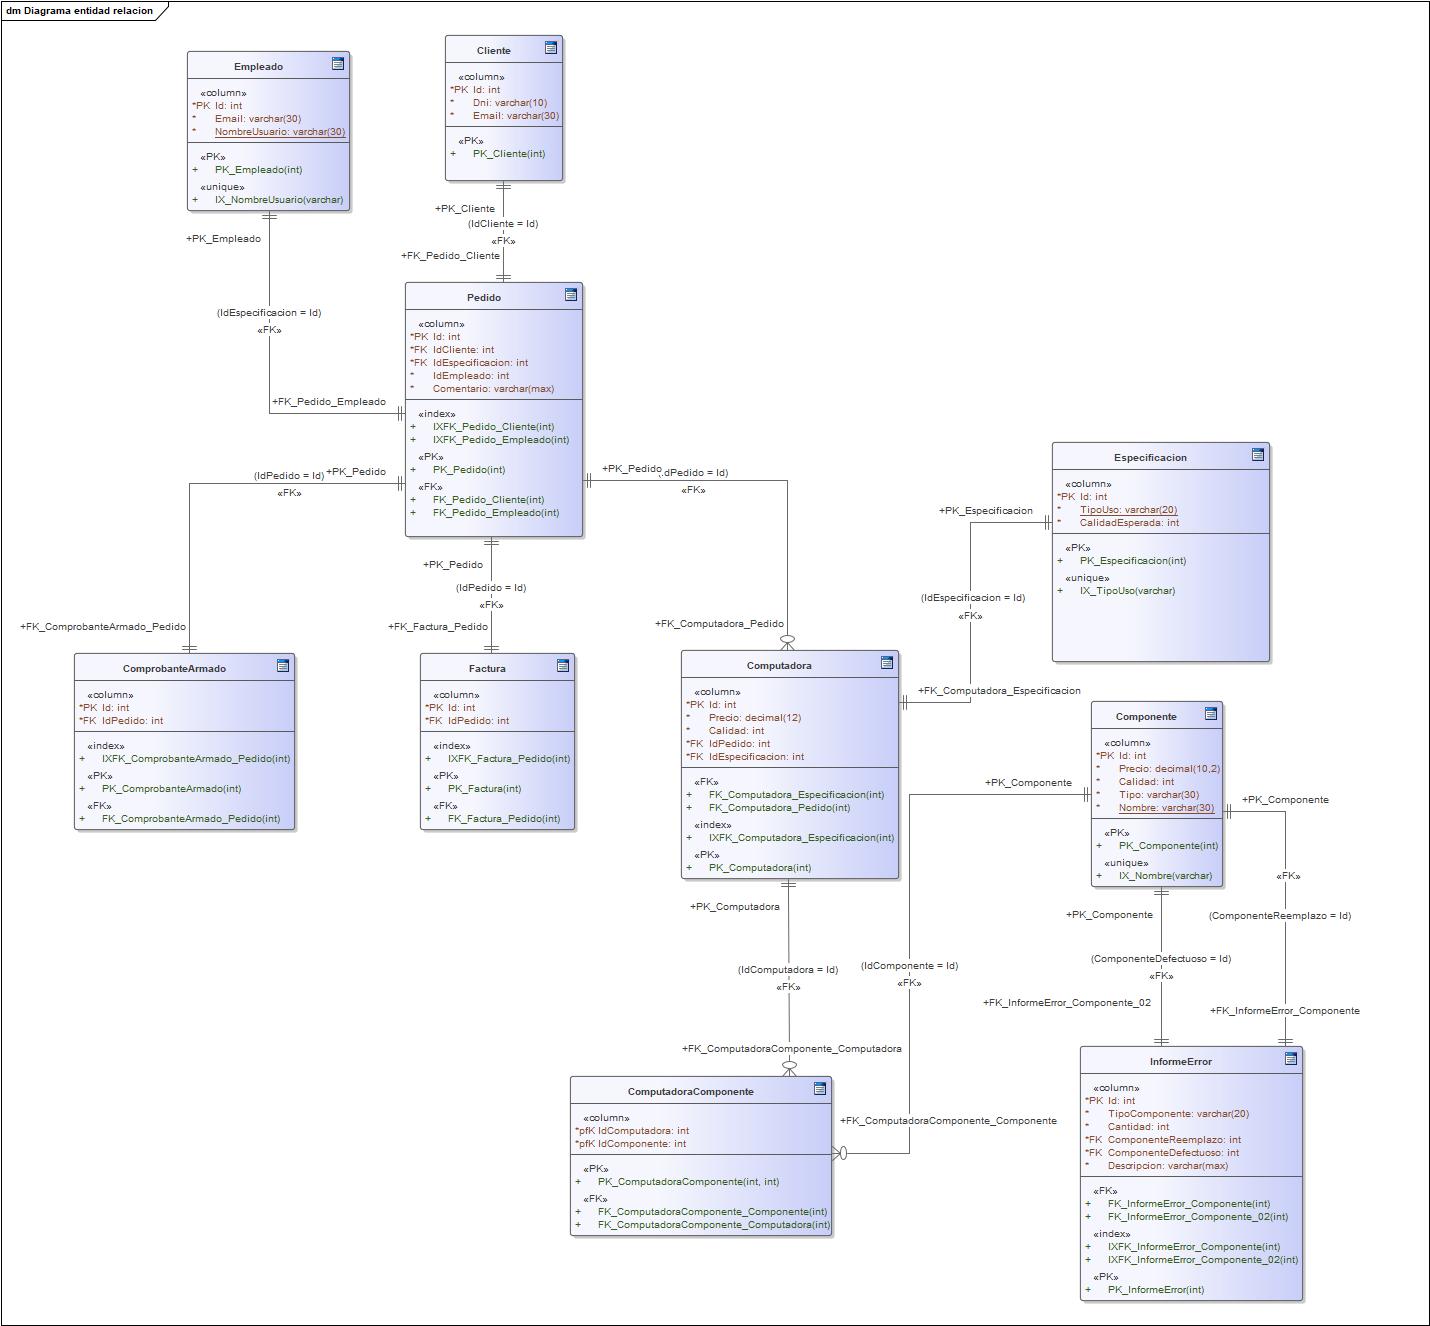 dm Diagrama entidad relacion
Empleado
«column»
*PK Id: int
* Email: varchar(30)
* NombreUsuario: varchar(30)
«PK»
+ PK_Empleado(int)
«unique»
+ IX_NombreUsuario(varchar)
Cliente
«column»
*PK Id: int
* Dni: varchar(10)
* Email: varchar(30)
«PK»
+ PK_Cliente(int)
+PK_Empleado
(IdEspecificacion = Id)
«FK»
+FK_Pedido_Empleado
+PK_Cliente
(IdCliente = Id)
«FK»
+FK_Pedido_Cliente
Pedido
«column»
*PK Id: int
*FK IdCliente: int
*FK IdEspecificacion: int
* IdEmpleado: int
* Comentario: varchar(max)
«index»
+ IXFK_Pedido_Cliente(int)
+ IXFK_Pedido_Empleado(int)
«PK»
+ PK_Pedido(int)
«FK»
+ FK_Pedido_Cliente(int)
+ FK_Pedido_Empleado(int)
(IdPedido = Id) +PK_Pedido
«FK»
+FK_ComprobanteArmado_Pedido
+PK_Pedido
(IdPedido = Id)
«FK»
+FK_Factura_Pedido
+PK_Pedido dPedido = Id)
«FK»
+FK_Computadora_Pedido
ComprobanteArmado
«column»
*PK Id: int
*FK IdPedido: int
«index»
+ IXFK_ComprobanteArmado_Pedido(int)
«PK»
+ PK_ComprobanteArmado(int)
«FK»
+ FK_ComprobanteArmado_Pedido(int)
Factura
«column»
*PK Id: int
*FK IdPedido: int
«index»
+ IXFK_Factura_Pedido(int)
«PK»
+ PK_Factura(int)
«FK»
+ FK_Factura_Pedido(int)
Computadora
«column»
*PK Id: int
* Precio: decimal(12)
* Calidad: int
*FK IdPedido: int
*FK IdEspecificacion: int
«FK»
+ FK_Computadora_Especificacion(int)
+ FK_Computadora_Pedido(int)
«index»
+ IXFK_Computadora_Especificacion(int)
«PK»
+ PK_Computadora(int)
Especificacion
«column»
*PK Id: int
* TipoUso: varchar(20)
* CalidadEsperada: int
«PK»
+ PK_Especificacion(int)
«unique»
+ IX_TipoUso(varchar)
+PK_Especificacion
(IdEspecificacion = Id)
«FK»
+FK_Computadora_Especificacion
Componente
«column»
*PK Id: int
* Precio: decimal(10,2)
* Calidad: int
* Tipo: varchar(30)
* Nombre: varchar(30)
«PK»
+ PK_Componente(int)
«unique»
+ IX_Nombre(varchar)
+PK_Componente
(IdComponente = Id)
«FK»
+FK_ComputadoraComponente_Componente
+PK_Computadora
(IdComputadora = Id)
«FK»
+FK_ComputadoraComponente_Computadora
+PK_Componente
(ComponenteDefectuoso = Id)
«FK»
+FK_InformeError_Componente_02
+PK_Componente
«FK»
(ComponenteReemplazo = Id)
+FK_InformeError_Componente
ComputadoraComponente
«column»
*pfK IdComputadora: int
*pfK IdComponente: int
«PK»
+ PK_ComputadoraComponente(int, int)
«FK»
+ FK_ComputadoraComponente_Componente(int)
+ FK_ComputadoraComponente_Computadora(int)
InformeError
«column»
*PK Id: int
* TipoComponente: varchar(20)
* Cantidad: int
*FK ComponenteReemplazo: int
*FK ComponenteDefectuoso: int
* Descripcion: varchar(max)
«FK»
+ FK_InformeError_Componente(int)
+ FK_InformeError_Componente_02(int)
«index»
+ IXFK_InformeError_Componente(int)
+ IXFK_InformeError_Componente_02(int)
«PK»
+ PK_InformeError(int)